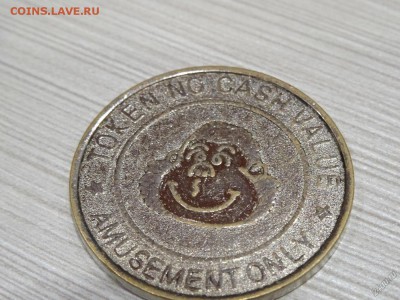 COINS.LAVE.RU
TOKEN NO CASH VALUE
AMUSEMENT ONLY